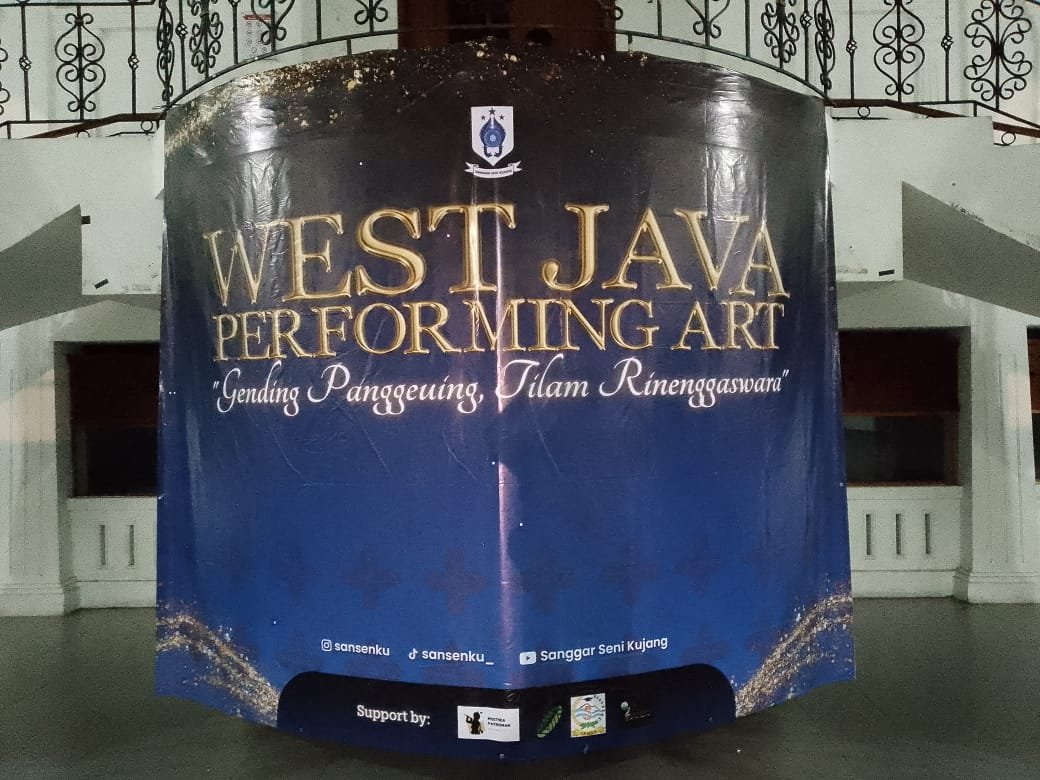 WEST JAVA
PERFORMING ART
"Gending Panggeuing, Tilam Rinenggaswara"
sansenku sansenku_ Sanggar Seni Kujang
Support by: